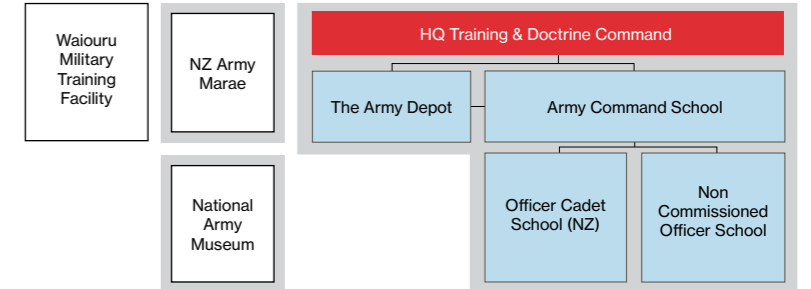 Waiouru
Military
Training
Facility
NZ Army
Marae
HQ Training & Doctrine Command
The Army Depot
Army Command School
National
Army
Museum
Officer Cadet
School (NZ)
Non
Commissioned
Officer School